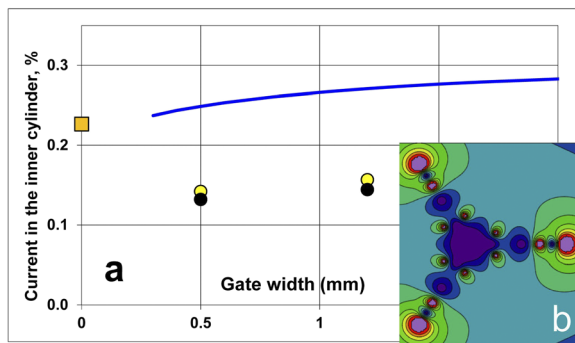 Current in the inner cylinder, %
0.3
0.2
0.1
0.0
a
Gate width (mm)
0
0.5
1
b